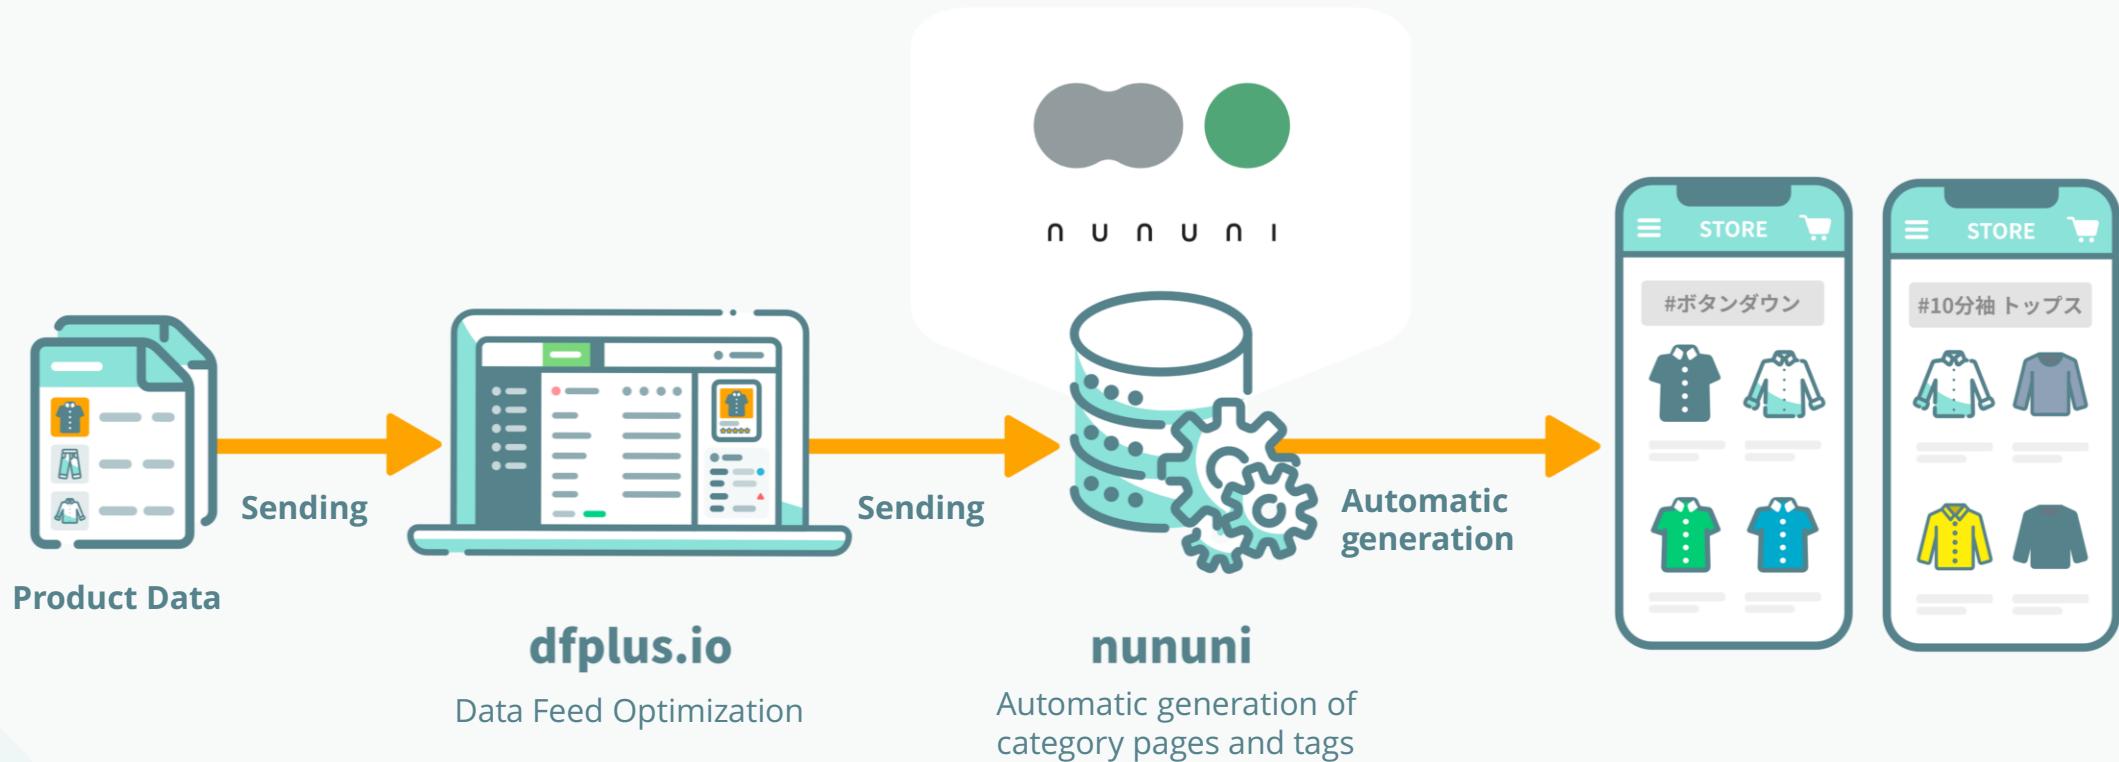 nununi
STORE
STORE
#ボタンダウン
#10分袖 トップス
Sending
Sending
Automatic
generation
Product Data
dfplus.io
Data Feed Optimization
nununi
Automatic generation of
category pages and tags